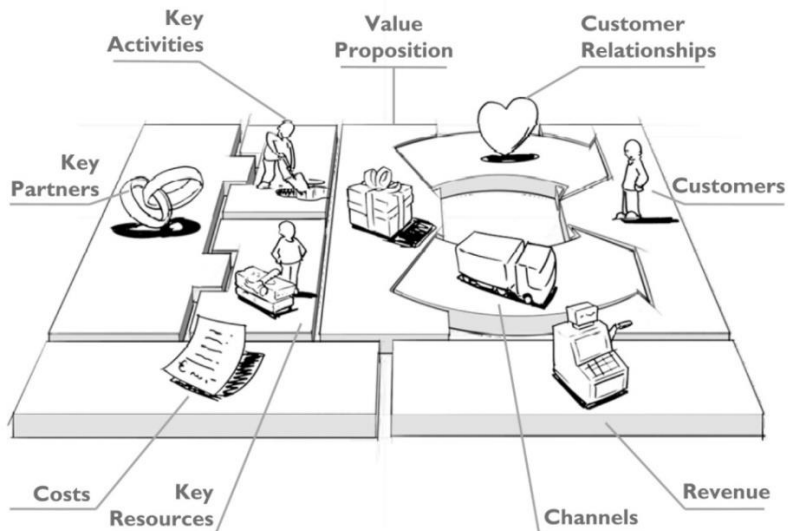 Key
Activities
Value
Proposition
Customer
Relationships
Key
Partners
Customers
Costs
Key
Resources
Channels
Revenue